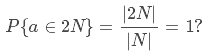 P{a ∈ 2N} = |2N| / |N| = 1?